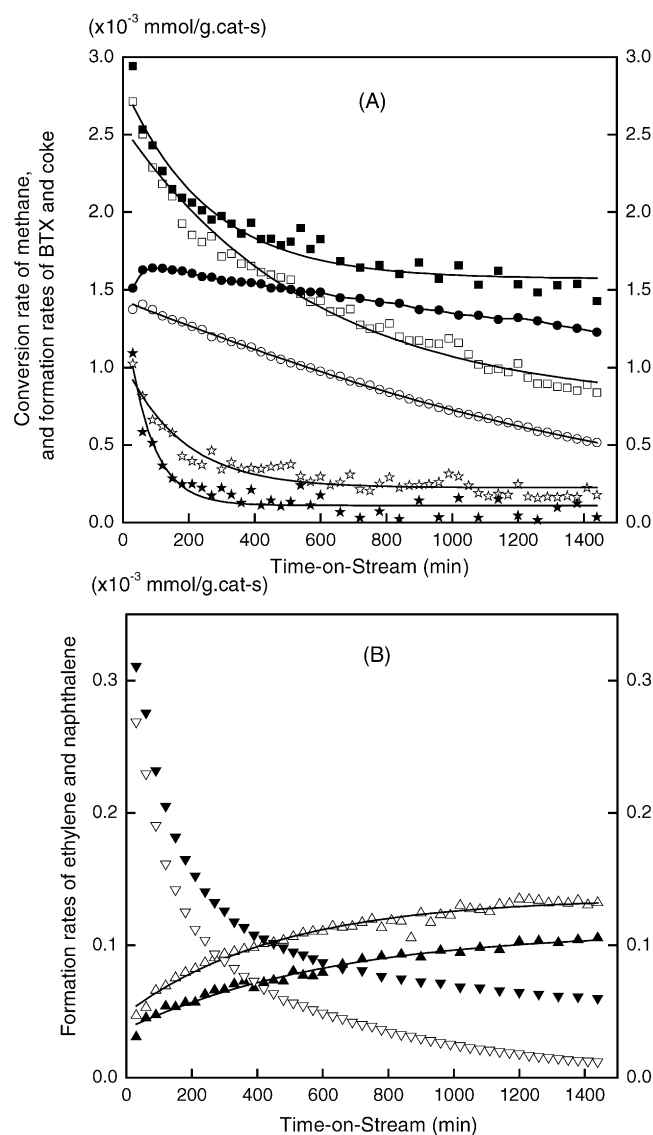 (x10⁻³ mmol/g.cat-s)
3.0 3.0
(A)
2.5 2.5
2.0 2.0
1.5 1.5
1.0 1.0
0.5 0.5
0.0 0.0
Conversion rate of methane,
and formation rates of BTX and coke
0 200 400 600 800 1000 1200 1400
Time-on-Stream (min)
(x10⁻³ mmol/g.cat-s)
(B)
0.3 0.3
0.2 0.2
0.1 0.1
0.0 0.0
Formation rates of ethylene and naphthalene
0 200 400 600 800 1000 1200 1400
Time-on-Stream (min)